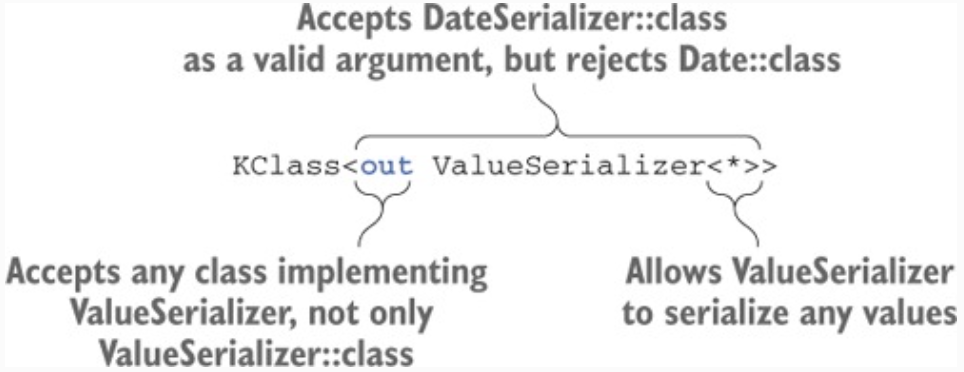 Accepts DateSerializer::class
as a valid argument, but rejects Date::class
KClass<out ValueSerializer<*>>
Accepts any class implementing
ValueSerializer, not only
ValueSerializer::class
Allows ValueSerializer
to serialize any values